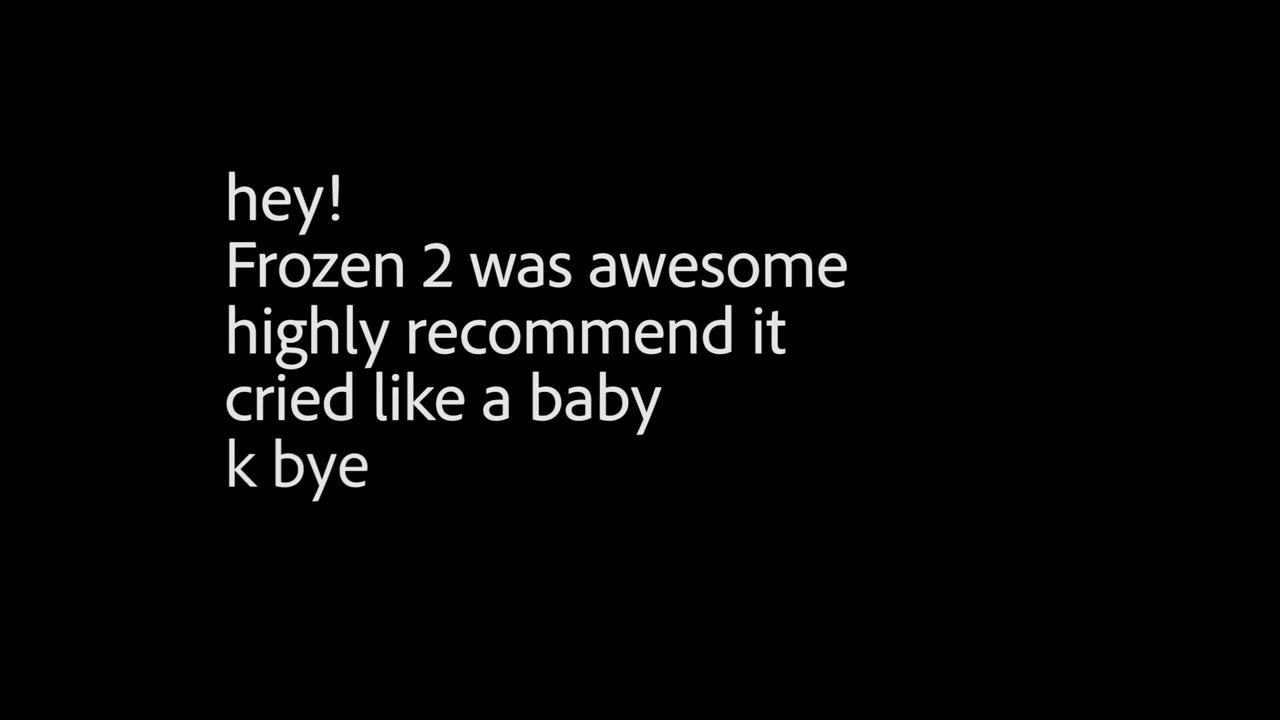 hey!
Frozen 2 was awesome
highly recommend it
cried like a baby
k bye